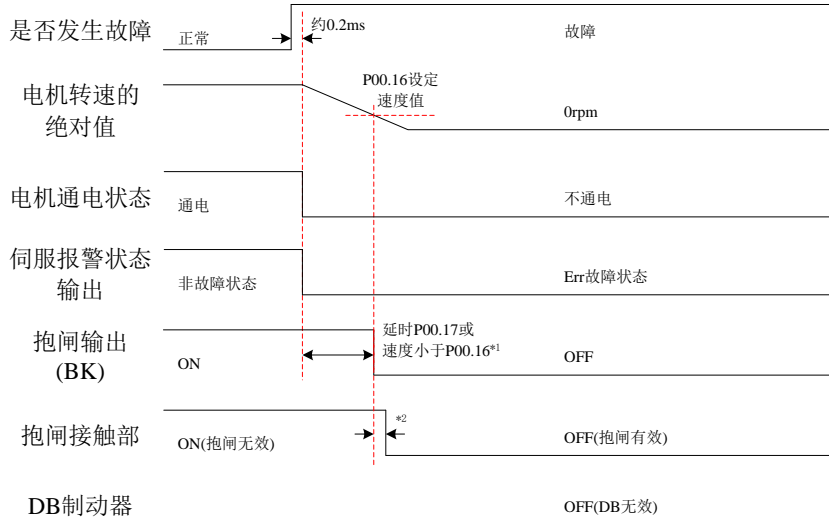 是否发生故障
正常
约0.2ms
故障
电机转速的
绝对值
P00.16设定
速度值
0rpm
电机通电状态
通电
不通电
伺服报警状态
输出
非故障状态
Err故障状态
抱闸输出
(BK)
ON
延时P00.17或
速度小于P00.16*1
OFF
抱闸接触部
ON(抱闸无效)
*2
OFF(抱闸有效)
DB制动器
OFF(DB无效)